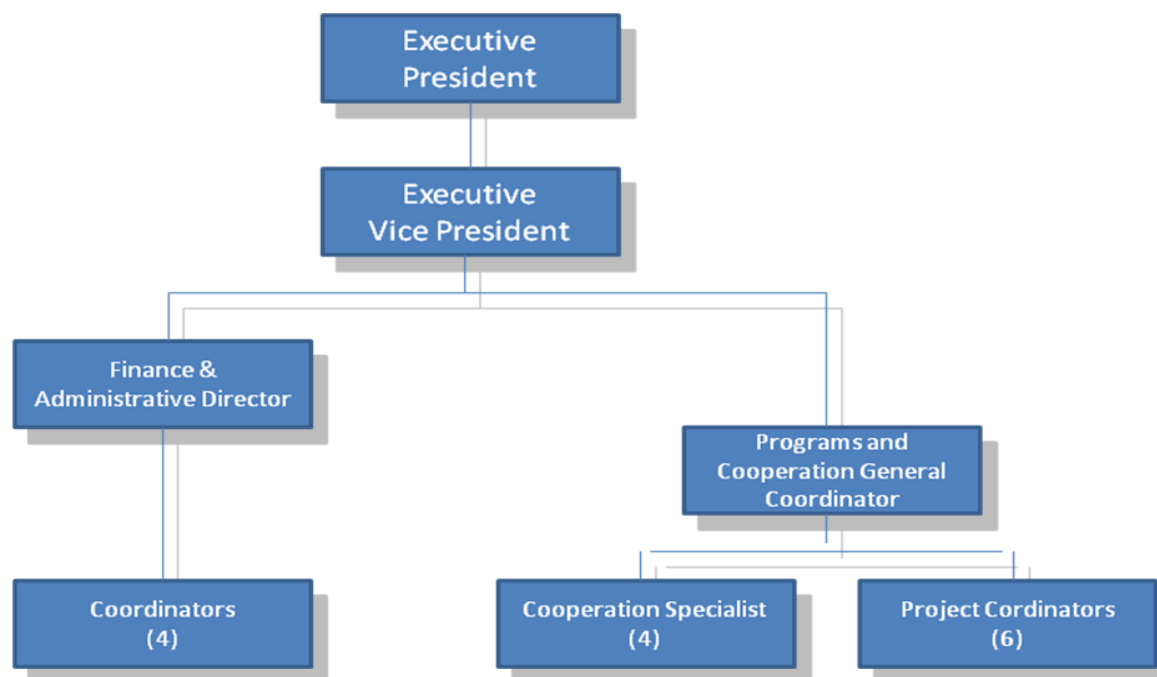 Executive
President
Executive
Vice President
Finance &
Administrative Director
Programs and
Cooperation General
Coordinator
Coordinators
(4)
Cooperation Specialist
(4)
Project Cordinators
(6)